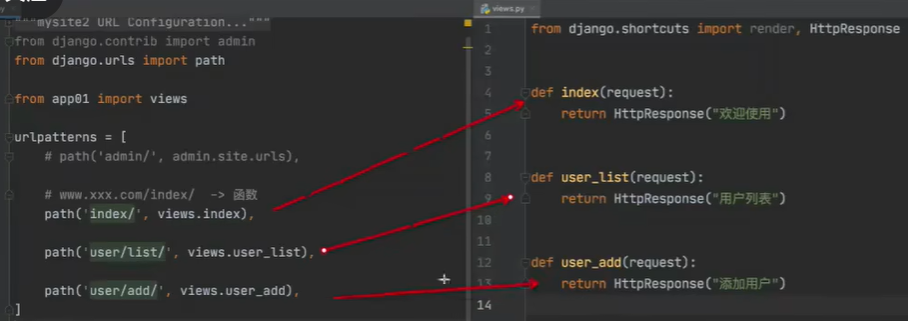 """mysite2 URL Configuration..."""
from django.contrib import admin
from django.urls import path
from app01 import views
urlpatterns = [
# path('admin/', admin.site.urls),
# www.xxx.com/index/ -> 函数
path('index/', views.index),
path('user/list/', views.user_list),
path('user/add/', views.user_add),
]
views.py
1 from django.shortcuts import render, HttpResponse
2
3
4 def index(request):
5 return HttpResponse("欢迎使用")
6
7
8 def user_list(request):
9 return HttpResponse("用户列表")
10
11
12 def user_add(request):
13 return HttpResponse("添加用户")
14